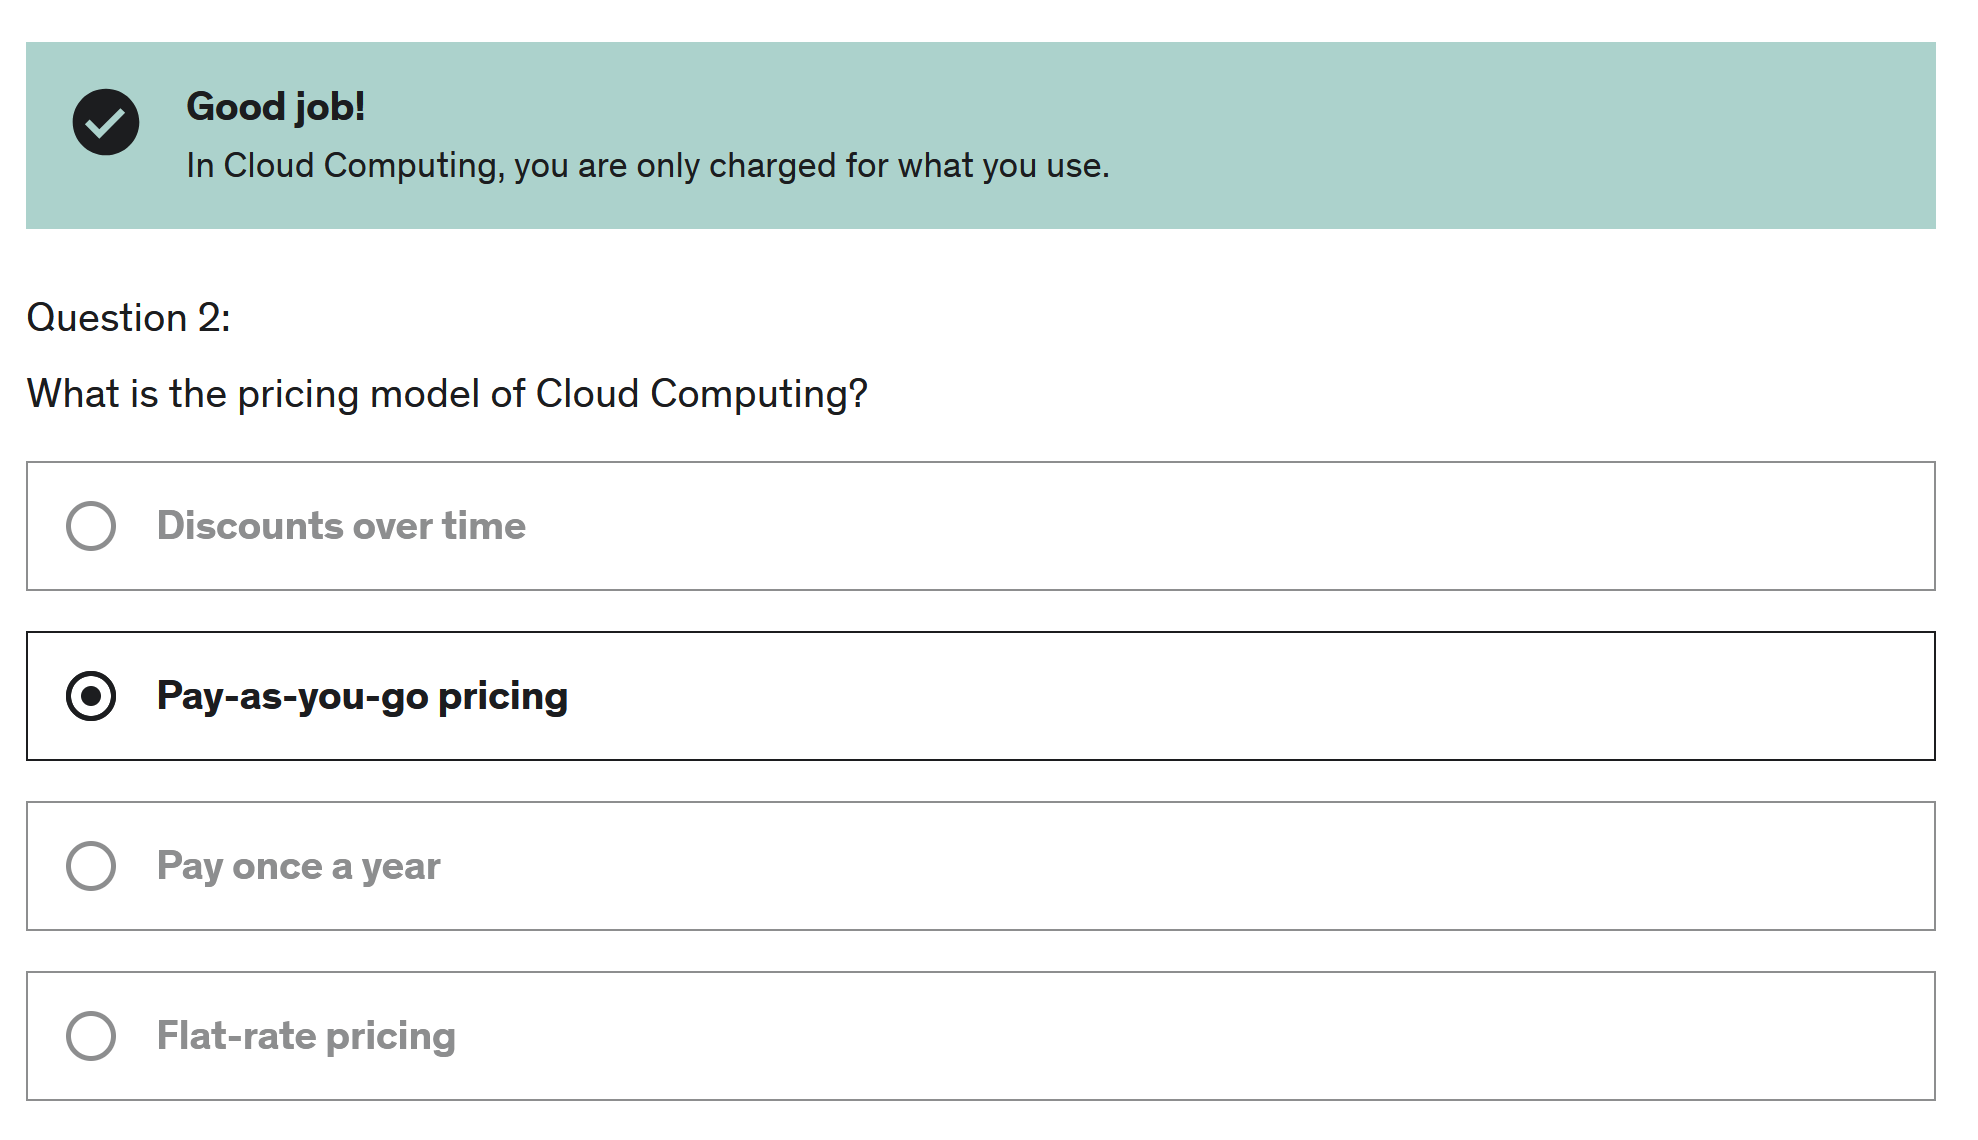 Good job!
In Cloud Computing, you are only charged for what you use.
Question 2:
What is the pricing model of Cloud Computing?
Discounts over time
Pay-as-you-go pricing
Pay once a year
Flat-rate pricing